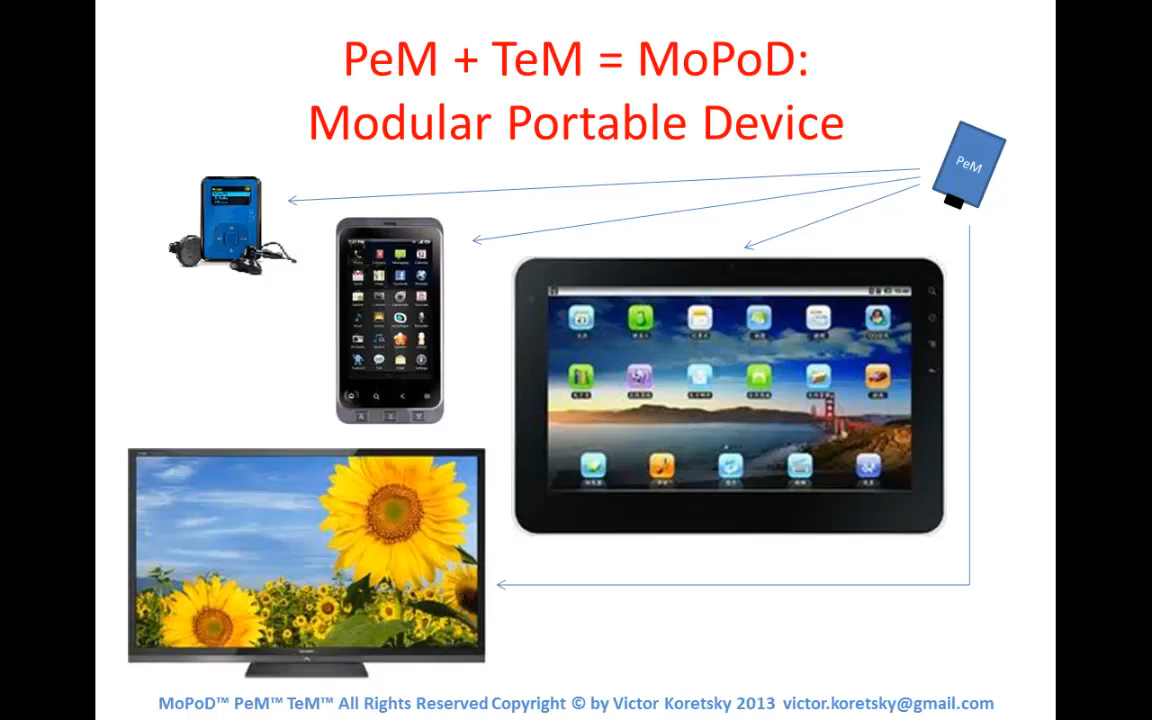 PeM + TeM = MoPoD:
Modular Portable Device
PeM
MoPoD™ PeM™ TeM™ All Rights Reserved Copyright © by Victor Koretsky 2013 victor.koretsky@gmail.com